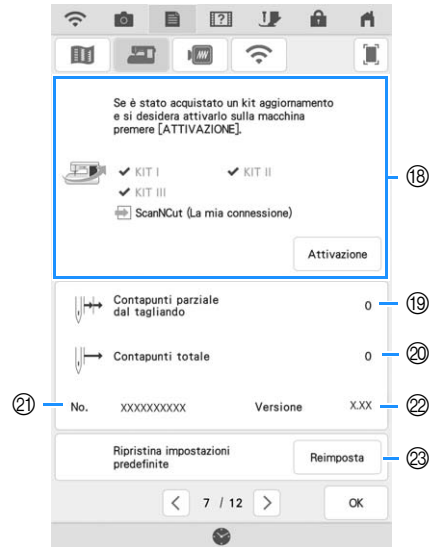 Se è stato acquistato un kit aggiornamento
e si desidera attivarlo sulla macchina
premere [ATTIVAZIONE].
✔ KIT I ✔ KIT II
✔ KIT III
ScanNCut (La mia connessione)
⑱
Attivazione
Contapunti parziale
dal tagliando
0 ⑲
Contapunti totale 0 ⑳
㉑ No. XXXXXXXXXX Versione X.XX ㉒
Ripristina impostazioni
predefinite
Reimposta ㉓
< 7 / 12 > OK